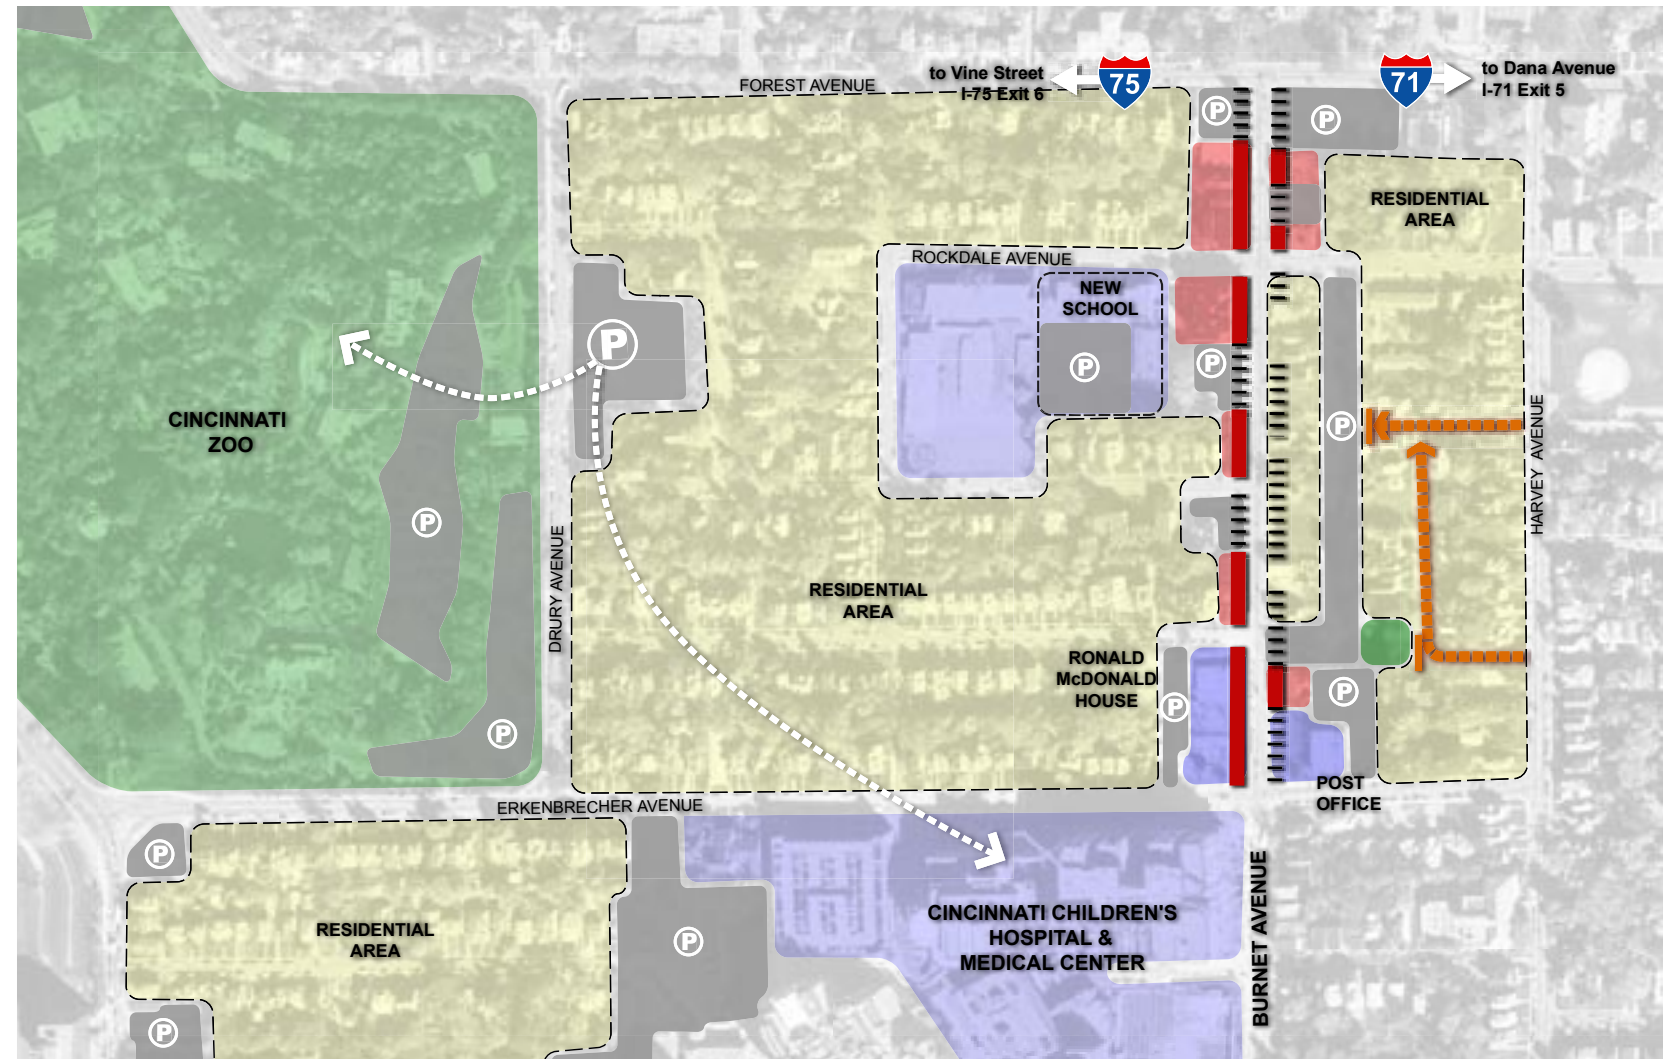 FOREST AVENUE
to Vine Street
I-75 Exit 6
75
71
to Dana Avenue
I-71 Exit 5
P
P
RESIDENTIAL
AREA
ROCKDALE AVENUE
NEW
SCHOOL
P
P
P
CINCINNATI
ZOO
P
HARVEY AVENUE
P
DRURY AVENUE
RESIDENTIAL
AREA
RONALD
McDONALD
HOUSE
P
P
P
POST
OFFICE
ERKENBRECHER AVENUE
P
BURNET AVENUE
RESIDENTIAL
AREA
P
CINCINNATI CHILDREN'S
HOSPITAL &
MEDICAL CENTER
P